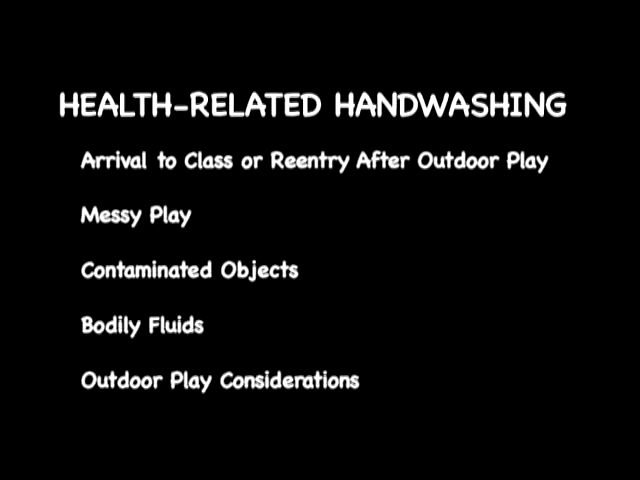 HEALTH-RELATED HANDWASHING
Arrival to Class or Reentry After Outdoor Play
Messy Play
Contaminated Objects
Bodily Fluids
Outdoor Play Considerations